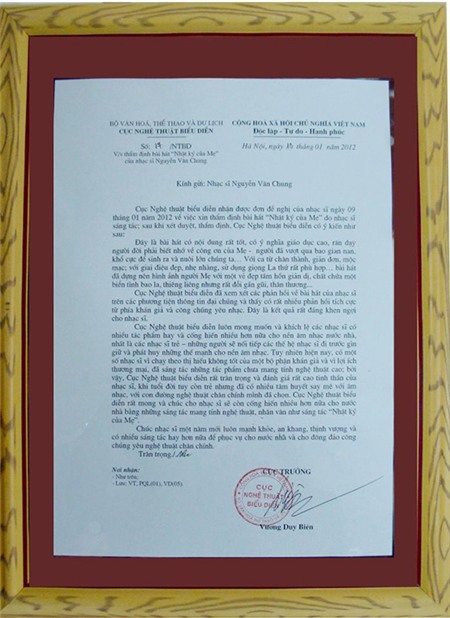 BỘ VĂN HOÁ, THỂ THAO VÀ DU LỊCH
CỤC NGHỆ THUẬT BIỂU DIỄN
CỘNG HOÀ XÃ HỘI CHỦ NGHĨA VIỆT NAM
Độc lập - Tự do - Hạnh phúc
Số: /NTBD
Hà Nội, ngày tháng 01 năm 2012
V/v thẩm định bài hát "Nhật ký của Mẹ"
của nhạc sĩ Nguyễn Văn Chung
Kính gửi: Nhạc sĩ Nguyễn Văn Chung
Cục Nghệ thuật biểu diễn nhận được đơn đề nghị của nhạc sĩ ngày 09
tháng 01 năm 2012 về việc xin thẩm định bài hát "Nhật ký của Mẹ" do nhạc sĩ
sáng tác; sau khi xét duyệt, thẩm định, Cục Nghệ thuật biểu diễn có ý kiến như
sau:
Đây là bài hát có nội dung rất tốt, có ý nghĩa giáo dục cao, răn dạy
người đời phải biết nhớ về công ơn của Mẹ - người đã vượt qua bao gian nan,
khổ cực để sinh ra và nuôi lớn chúng ta… Với ca từ chân thành, giản đơn, mộc
mạc; với giai điệu đẹp, nhẹ nhàng, sử dụng giọng La thứ rất phù hợp… bài hát
đã dựng nên hình ảnh người Mẹ với một vẻ đẹp tâm hồn giản dị, chất chứa một
biển tình bao la, thiêng liêng nhưng rất đỗi gần gũi, thân thương...
Cục Nghệ thuật biểu diễn đã xem xét các phản hồi về bài hát của nhạc sĩ
trên các phương tiện thông tin đại chúng và thấy có rất nhiều phản hồi tích cực
từ phía khán giả và công chúng yêu nhạc. Đây là kết quả rất đáng khen ngợi
cho nhạc sĩ.
Cục Nghệ thuật biểu diễn luôn mong muốn và khích lệ các nhạc sĩ có
nhiều tác phẩm hay và cống hiến nhiều hơn nữa cho nền âm nhạc nước nhà,
nhất là các nhạc sĩ trẻ - những người sẽ nối tiếp các thế hệ nhạc sĩ đi trước gìn
giữ và phát huy những thế mạnh cho nền âm nhạc. Tuy nhiên hiện nay, có một
số nhạc sĩ vì chạy theo thị hiếu không tốt của một bộ phận khán giả và vì lợi ích
thương mại, đã sáng tác những tác phẩm chưa mang tính nghệ thuật cao; bởi
vậy, Cục Nghệ thuật biểu diễn rất trân trọng và đánh giá rất cao tinh thần của
nhạc sĩ, khi tuổi đời tuy còn trẻ nhưng đã có nhiều tâm huyết say mê với âm
nhạc, với con đường nghệ thuật chân chính mình đã chọn. Cục Nghệ thuật biểu
diễn rất mong và chúc cho nhạc sĩ sẽ còn cống hiến nhiều hơn nữa cho nước
nhà bằng những sáng tác mang tính nghệ thuật, nhân văn như sáng tác "Nhật
ký của Mẹ".
Chúc nhạc sĩ một năm mới luôn mạnh khỏe, an khang, thịnh vượng và
có nhiều sáng tác hay hơn nữa để phục vụ cho nước nhà và cho đông đảo công
chúng yêu nghệ thuật chân chính.
Trân trọng
Nơi nhận:
- Như trên;
- Lưu: VT, PQL(01), VD(05)
CỤC TRƯỞNG
CỤC
NGHỆ THUẬT
BIỂU DIỄN
Vương Duy Biên